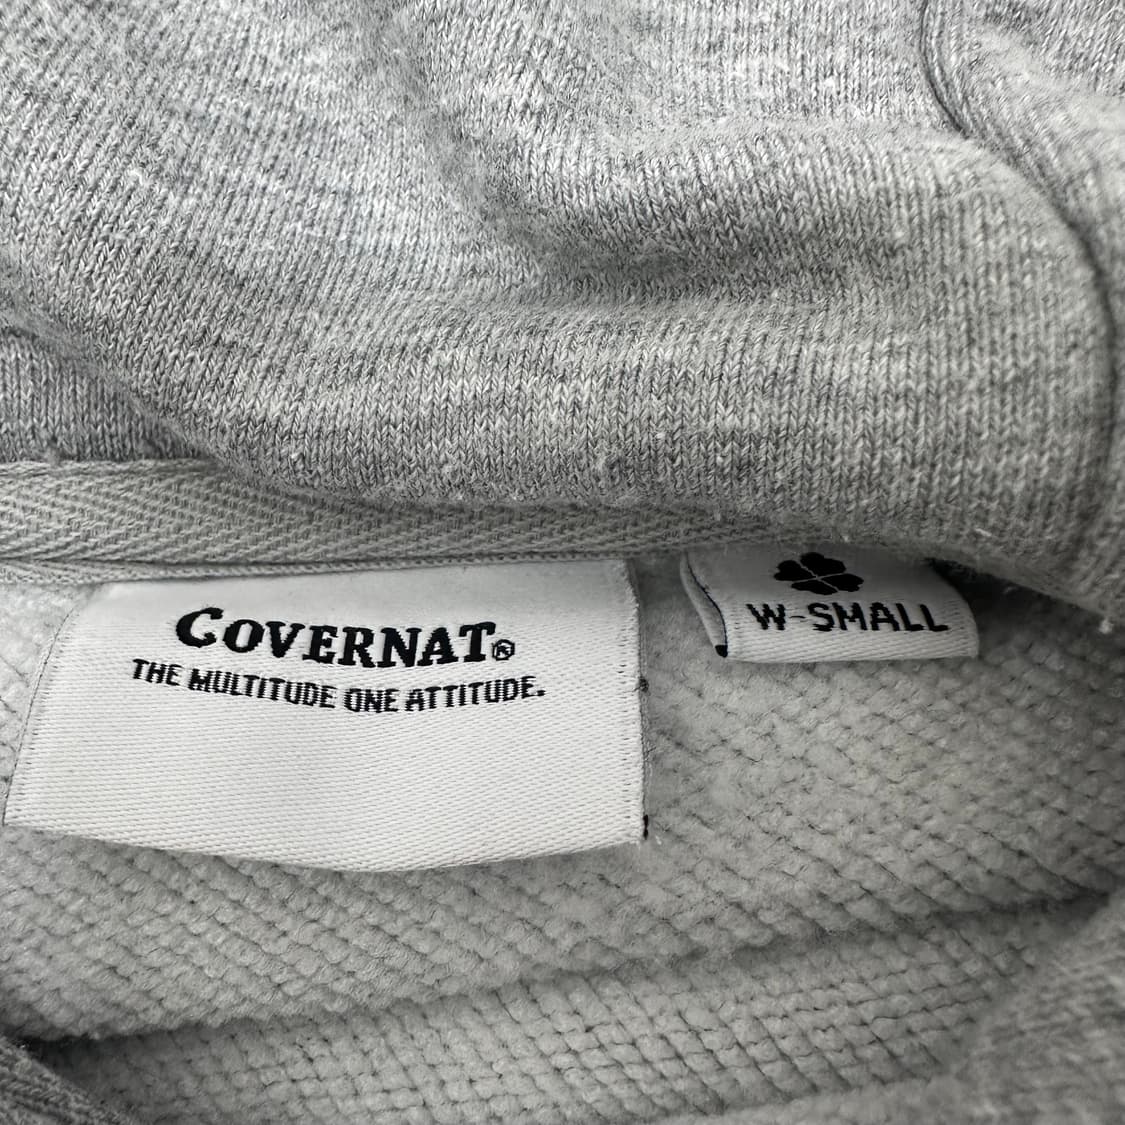 COVERNAT®
THE MULTITUDE ONE ATTITUDE.
W-SMALL